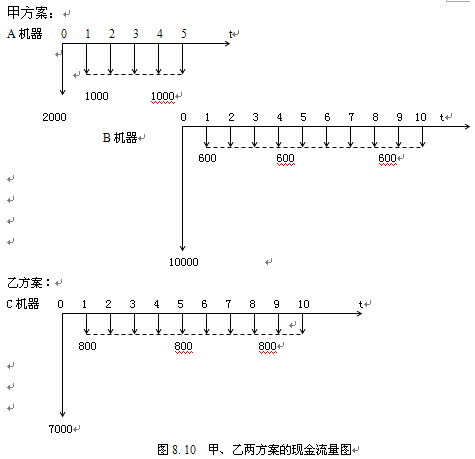 甲方案：
A 机器 0 1 2 3 4 5 t
1000 1000
2000
0 1 2 3 4 5 6 7 8 9 10 t
B 机器
600 600 600
10000
乙方案：
C 机器 0 1 2 3 4 5 6 7 8 9 10 t
800 800 800
7000
图 8.10 甲、乙两方案的现金流量图